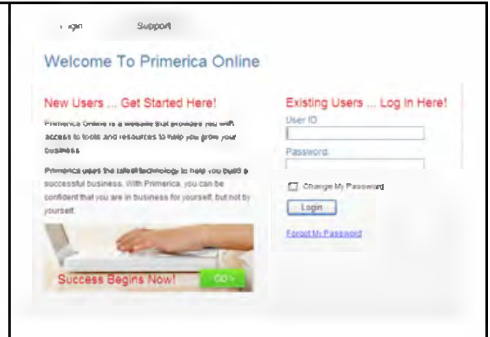 Login Support
Welcome To Primerica Online
New Users ... Get Started Here!
Primerica Online is a website that provides you with
access to tools and resources to help you grow your
business.
Primerica uses the latest technology to help you build a
successful business. With Primerica, you can be
confident that you are in business for yourself, but not by
yourself.
Success Begins Now! GO >
Existing Users ... Log In Here!
User ID:
Password:
Change My Password
Login
Forgot My Password